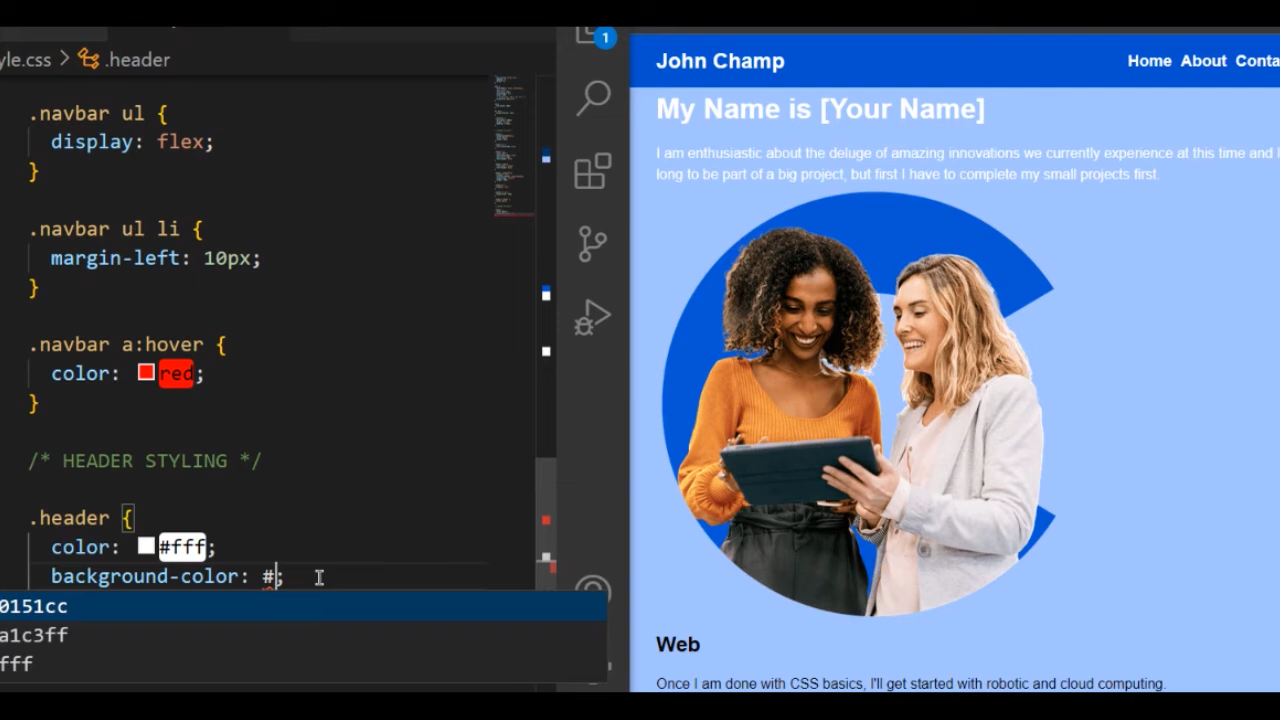 yle.css > .header
.navbar ul {
display: flex;
}
.navbar ul li {
margin-left: 10px;
}
.navbar a:hover {
color: red;
}
/* HEADER STYLING */
.header {
color: #fff;
background-color: #;
0151cc
a1c3ff
fff
1
John Champ
Home About Conta
My Name is [Your Name]
I am enthusiastic about the deluge of amazing innovations we currently experience at this time and I
long to be part of a big project, but first I have to complete my small projects first.
Web
Once I am done with CSS basics, I'll get started with robotic and cloud computing.